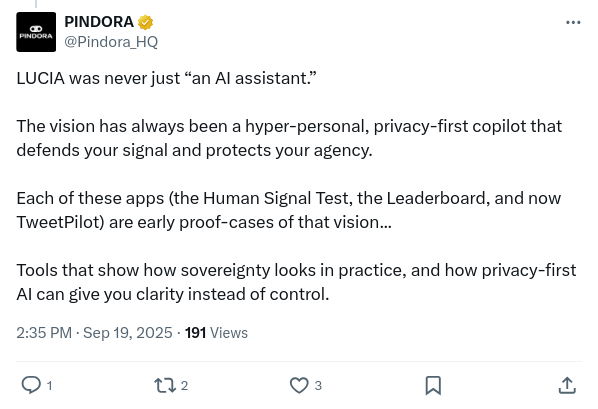 PINDORA
PINDORA
@Pindora_HQ
LUCIA was never just “an AI assistant.”
The vision has always been a hyper-personal, privacy-first copilot that
defends your signal and protects your agency.
Each of these apps (the Human Signal Test, the Leaderboard, and now
TweetPilot) are early proof-cases of that vision...
Tools that show how sovereignty looks in practice, and how privacy-first
AI can give you clarity instead of control.
2:35 PM · Sep 19, 2025 · 191 Views
1 2 3